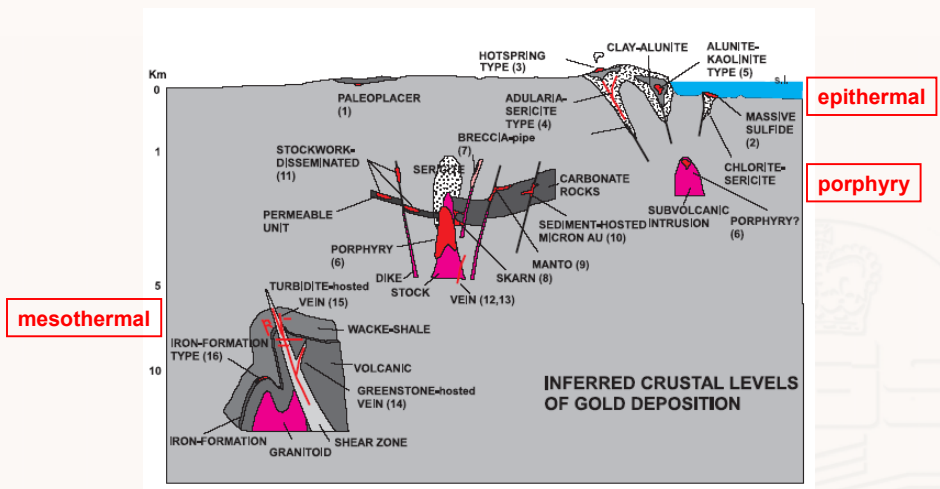 HOTSPRING
TYPE (3)
CLAY-ALUNITE
ALUNITE-
KAOLINITE
TYPE (5)
Km
0
s.l.
epithermal
PALEOPLACER
(1)
ADULARIA-
SERICITE
TYPE (4)
MASSIVE
SULFIDE
(2)
BRECCIA-pipe
(7)
1
STOCKWORK-
DISSEMINATED
(11)
SERICITE
CARBONATE
ROCKS
CHLORITE-
SERICITE
porphyry
PERMEABLE
UNIT
SEDIMENT-HOSTED
MICRON AU (10)
SUBVOLCANIC
INTRUSION
PORPHYRY?
(6)
PORPHYRY
(6)
MANTO (9)
SKARN (8)
DIKE
STOCK
VEIN (12,13)
5
TURBIDITE-hosted
VEIN (15)
mesothermal
WACKE-SHALE
IRON-FORMATION
TYPE (16)
VOLCANIC
10
GREENSTONE-hosted
VEIN (14)
INFERRED CRUSTAL LEVELS
OF GOLD DEPOSITION
IRON-FORMATION
SHEAR ZONE
GRANITOID